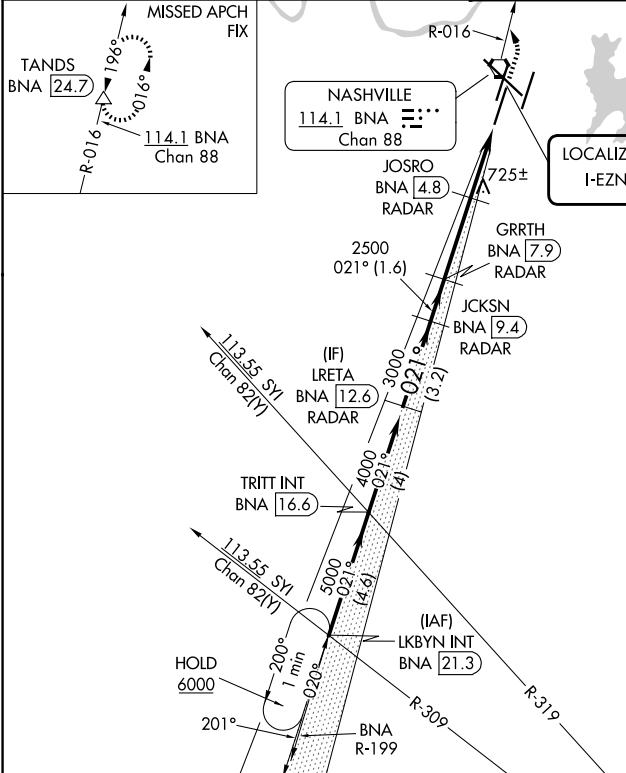 MISSED APCH
FIX
TANDS
BNA 24.7
196°
016°
114.1 BNA
Chan 88
R-016
R-016
NASHVILLE
114.1 BNA
Chan 88
LOCALIZ
I-EZN
JOSRO
BNA 4.8
RADAR
725±
GRRTH
BNA 7.9
RADAR
2500
021° (1.6)
JCKSN
BNA 9.4
RADAR
(IF)
LRETA
BNA 12.6
RADAR
3000
021°
(3.2)
113.55 SYI
Chan 82(Y)
4000
021°
(4)
TRITT INT
BNA 16.6
113.55 SYI
Chan 82(Y)
5000
021°
(4.6)
(IAF)
LKBYN INT
BNA 21.3
HOLD
6000
200°
1 min
020°
201°
BNA
R-199
R-309
R-319